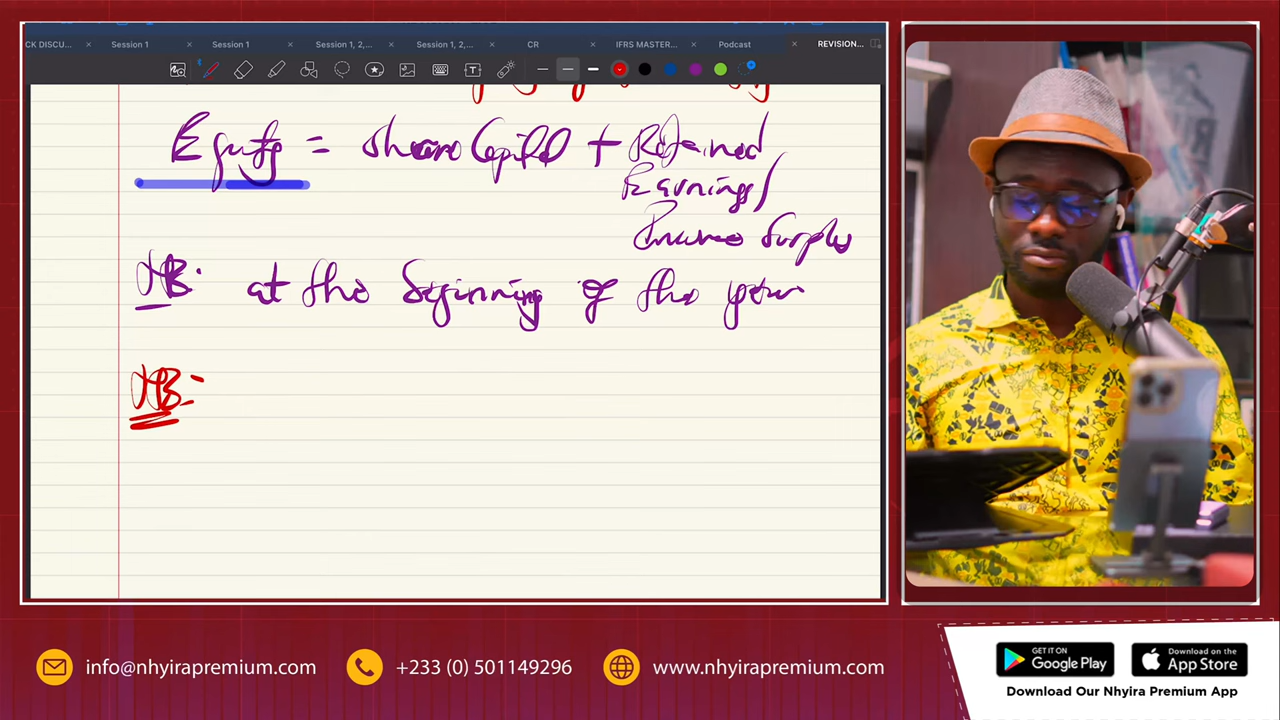 CK DISCU...
Session 1
Session 1
Session 1, 2,...
Session 1, 2,...
CR
IFRS MASTER...
Podcast
REVISION...
Equity = share Capital + Retained
Earnings/
Income Surplus
NB: at the beginning of the year
NB:
info@nhyirapremium.com
+233 (0) 501149296
www.nhyirapremium.com
GET IT ON
Google Play
Download on the
App Store
Download Our Nhyira Premium App